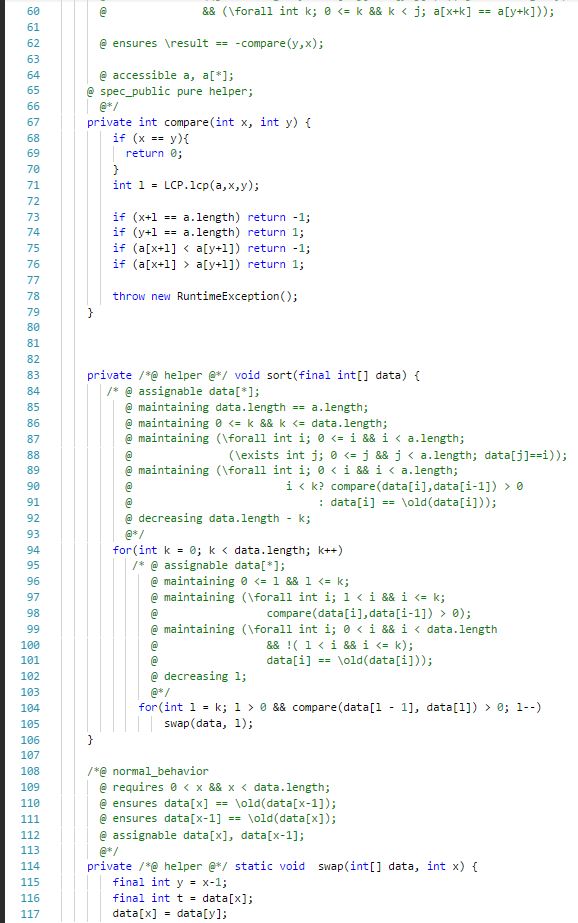 60 @ && (\forall int k; 0 <= k && k < j; a[x+k] == a[y+k]));
61
62 @ ensures \result == -compare(y,x);
63
64 @ accessible a, a[*];
65 @ spec_public pure helper;
66 @*/
67 private int compare(int x, int y) {
68 if (x == y){
69 return 0;
70 }
71 int l = LCP.lcp(a,x,y);
72
73 if (x+l == a.length) return -1;
74 if (y+l == a.length) return 1;
75 if (a[x+l] < a[y+l]) return -1;
76 if (a[x+l] > a[y+l]) return 1;
77
78 throw new RuntimeException();
79 }
80
81
82
83 private /*@ helper @*/ void sort(final int[] data) {
84 /* @ assignable data[*];
85 @ maintaining data.length == a.length;
86 @ maintaining 0 <= k && k <= data.length;
87 @ maintaining (\forall int i; 0 <= i && i < a.length;
88 @ (\exists int j; 0 <= j && j < a.length; data[j]==i));
89 @ maintaining (\forall int i; 0 < i && i < a.length;
90 @ i < k? compare(data[i],data[i-1]) > 0
91 @ : data[i] == \old(data[i]));
92 @ decreasing data.length - k;
93 @*/
94 for(int k = 0; k < data.length; k++)
95 /* @ assignable data[*];
96 @ maintaining 0 <= l && l <= k;
97 @ maintaining (\forall int i; l < i && i <= k;
98 @ compare(data[i],data[i-1]) > 0);
99 @ maintaining (\forall int i; 0 < i && i < data.length
100 @ && !( l < i && i <= k);
101 @ data[i] == \old(data[i]));
102 @ decreasing l;
103 @*/
104 for(int l = k; l > 0 && compare(data[l - 1], data[l]) > 0; l--)
105 swap(data, l);
106 }
107
108 /*@ normal_behavior
109 @ requires 0 < x && x < data.length;
110 @ ensures data[x] == \old(data[x-1]);
111 @ ensures data[x-1] == \old(data[x]);
112 @ assignable data[x], data[x-1];
113 @*/
114 private /*@ helper @*/ static void swap(int[] data, int x) {
115 final int y = x-1;
116 final int t = data[x];
117 data[x] = data[y];